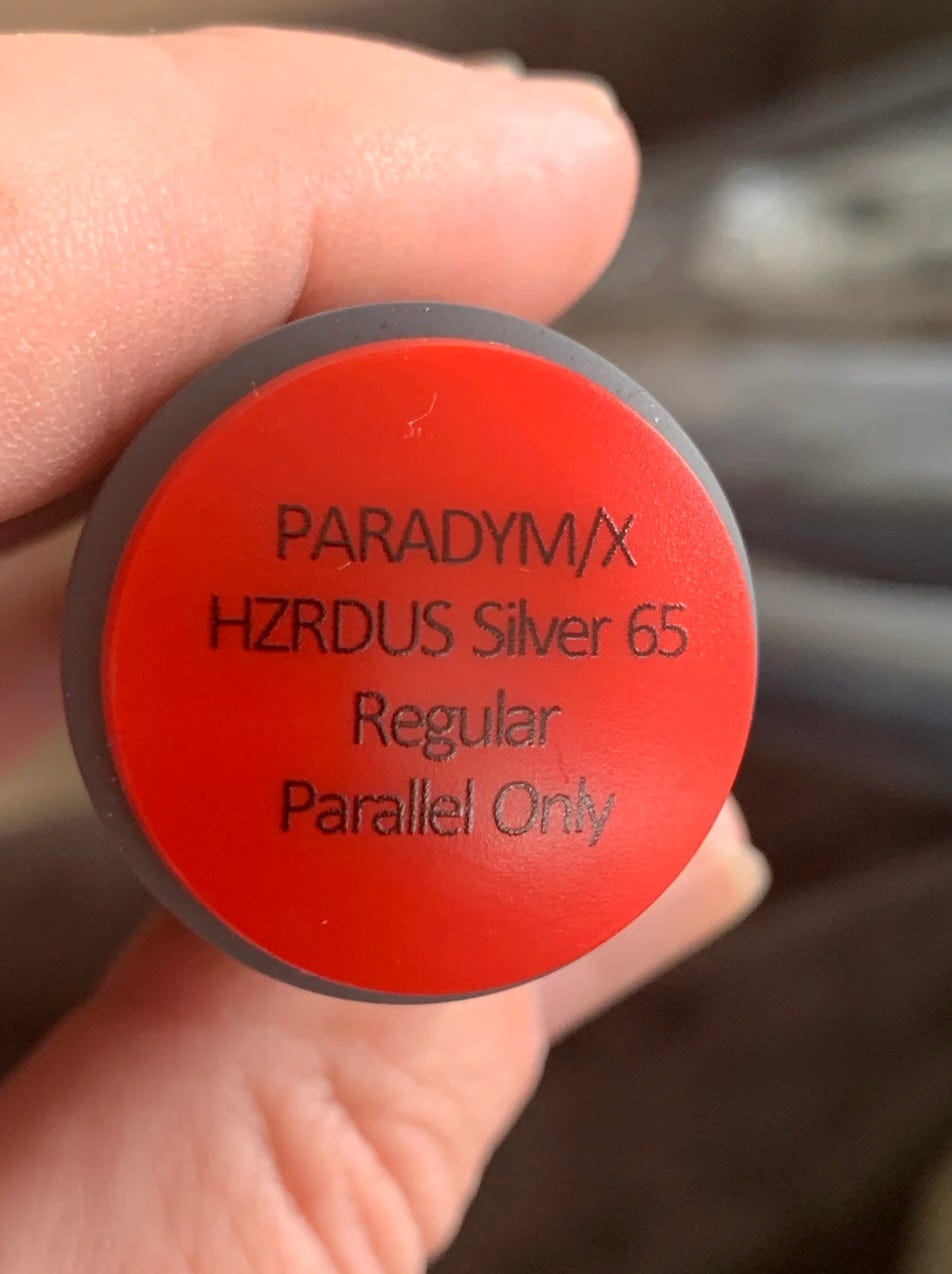 PARADYM/X
HZRDUS Silver 65
Regular
Parallel Only